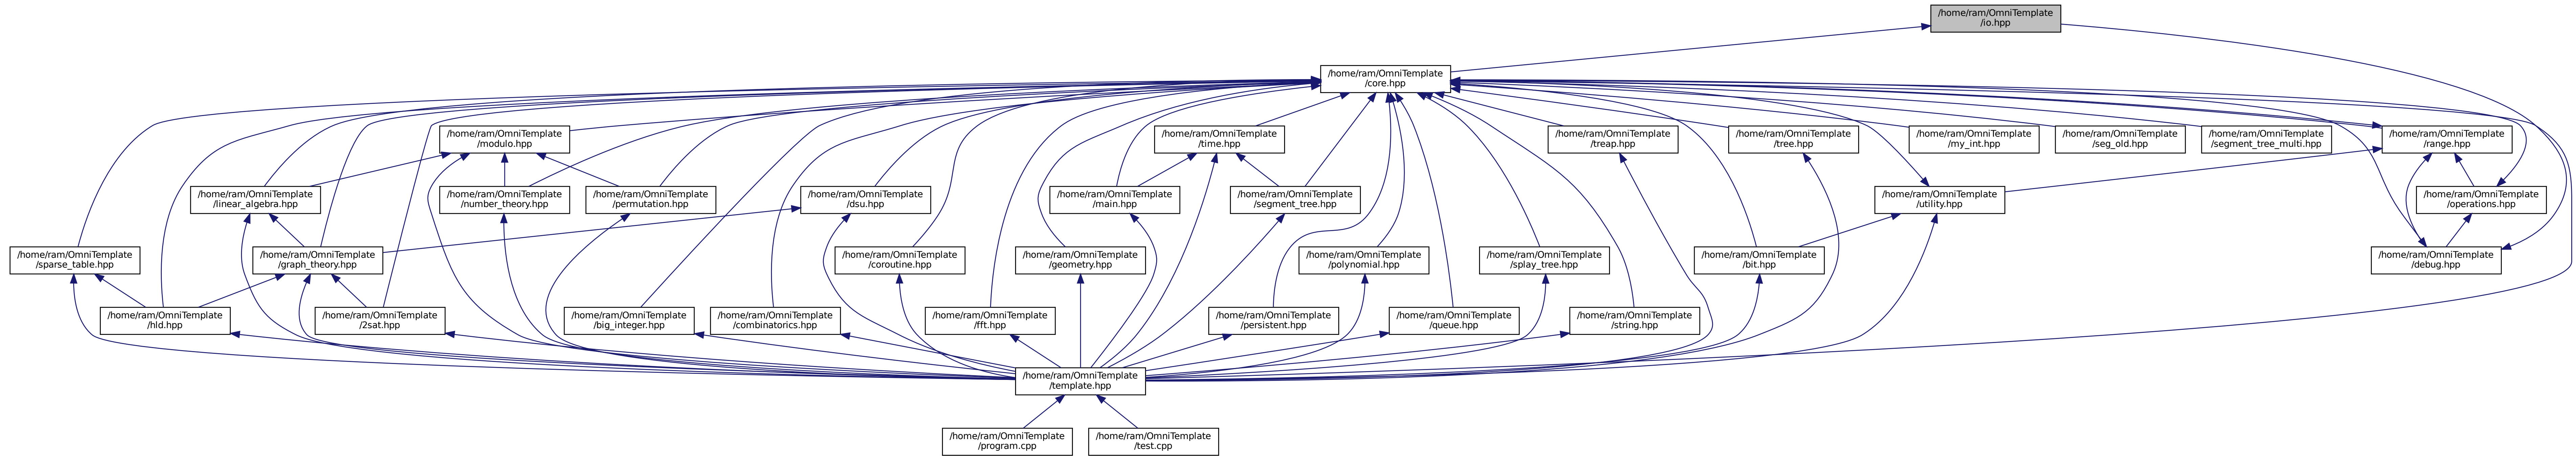 /home/ram/OmniTemplate
/io.hpp
/home/ram/OmniTemplate
/core.hpp
/home/ram/OmniTemplate
/modulo.hpp
/home/ram/OmniTemplate
/time.hpp
/home/ram/OmniTemplate
/treap.hpp
/home/ram/OmniTemplate
/tree.hpp
/home/ram/OmniTemplate
/my_int.hpp
/home/ram/OmniTemplate
/seg_old.hpp
/home/ram/OmniTemplate
/segment_tree_multi.hpp
/home/ram/OmniTemplate
/range.hpp
/home/ram/OmniTemplate
/linear_algebra.hpp
/home/ram/OmniTemplate
/number_theory.hpp
/home/ram/OmniTemplate
/permutation.hpp
/home/ram/OmniTemplate
/dsu.hpp
/home/ram/OmniTemplate
/main.hpp
/home/ram/OmniTemplate
/segment_tree.hpp
/home/ram/OmniTemplate
/utility.hpp
/home/ram/OmniTemplate
/operations.hpp
/home/ram/OmniTemplate
/sparse_table.hpp
/home/ram/OmniTemplate
/graph_theory.hpp
/home/ram/OmniTemplate
/coroutine.hpp
/home/ram/OmniTemplate
/geometry.hpp
/home/ram/OmniTemplate
/polynomial.hpp
/home/ram/OmniTemplate
/splay_tree.hpp
/home/ram/OmniTemplate
/bit.hpp
/home/ram/OmniTemplate
/debug.hpp
/home/ram/OmniTemplate
/hld.hpp
/home/ram/OmniTemplate
/2sat.hpp
/home/ram/OmniTemplate
/big_integer.hpp
/home/ram/OmniTemplate
/combinatorics.hpp
/home/ram/OmniTemplate
/fft.hpp
/home/ram/OmniTemplate
/persistent.hpp
/home/ram/OmniTemplate
/queue.hpp
/home/ram/OmniTemplate
/string.hpp
/home/ram/OmniTemplate
/template.hpp
/home/ram/OmniTemplate
/program.cpp
/home/ram/OmniTemplate
/test.cpp